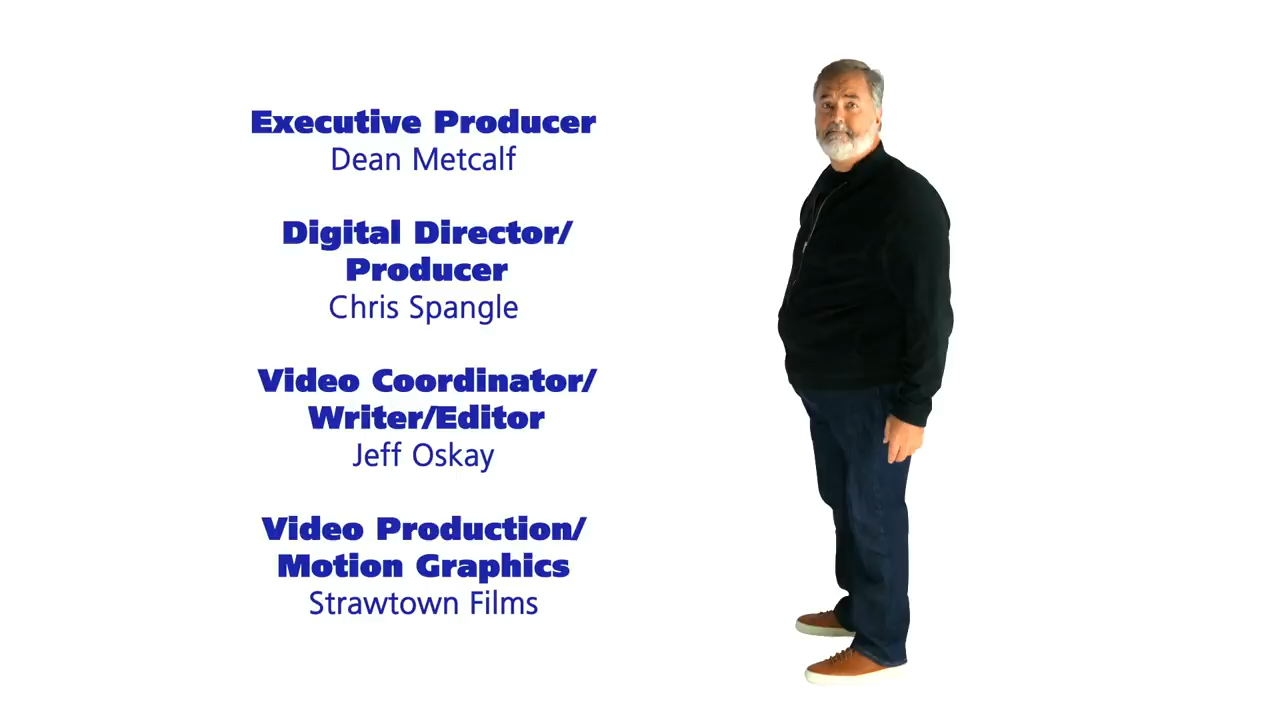 Executive Producer
Dean Metcalf
Digital Director/
Producer
Chris Spangle
Video Coordinator/
Writer/Editor
Jeff Oskay
Video Production/
Motion Graphics
Strawtown Films